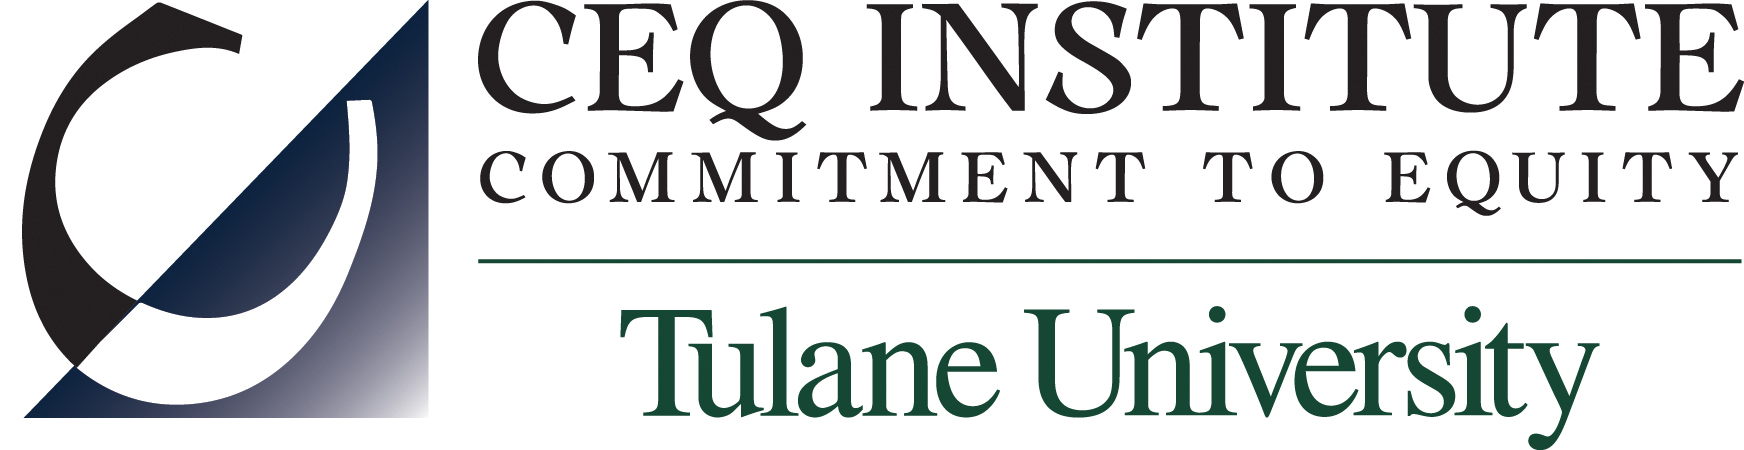 CEQ INSTITUTE
COMMITMENT TO EQUITY
Tulane University